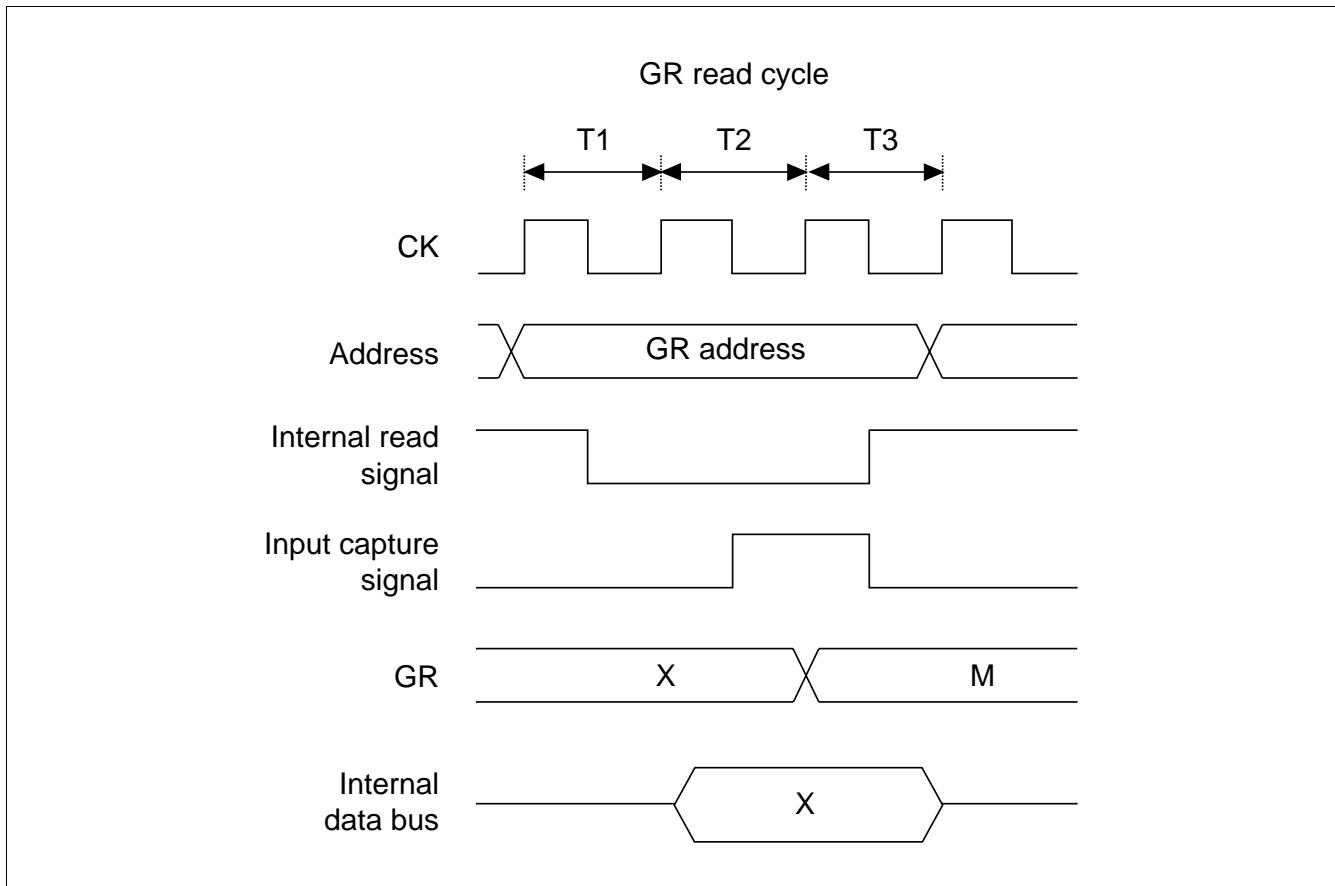 GR read cycle
T1 T2 T3
CK
Address
GR address
Internal read
signal
Input capture
signal
GR
X
M
Internal
data bus
X